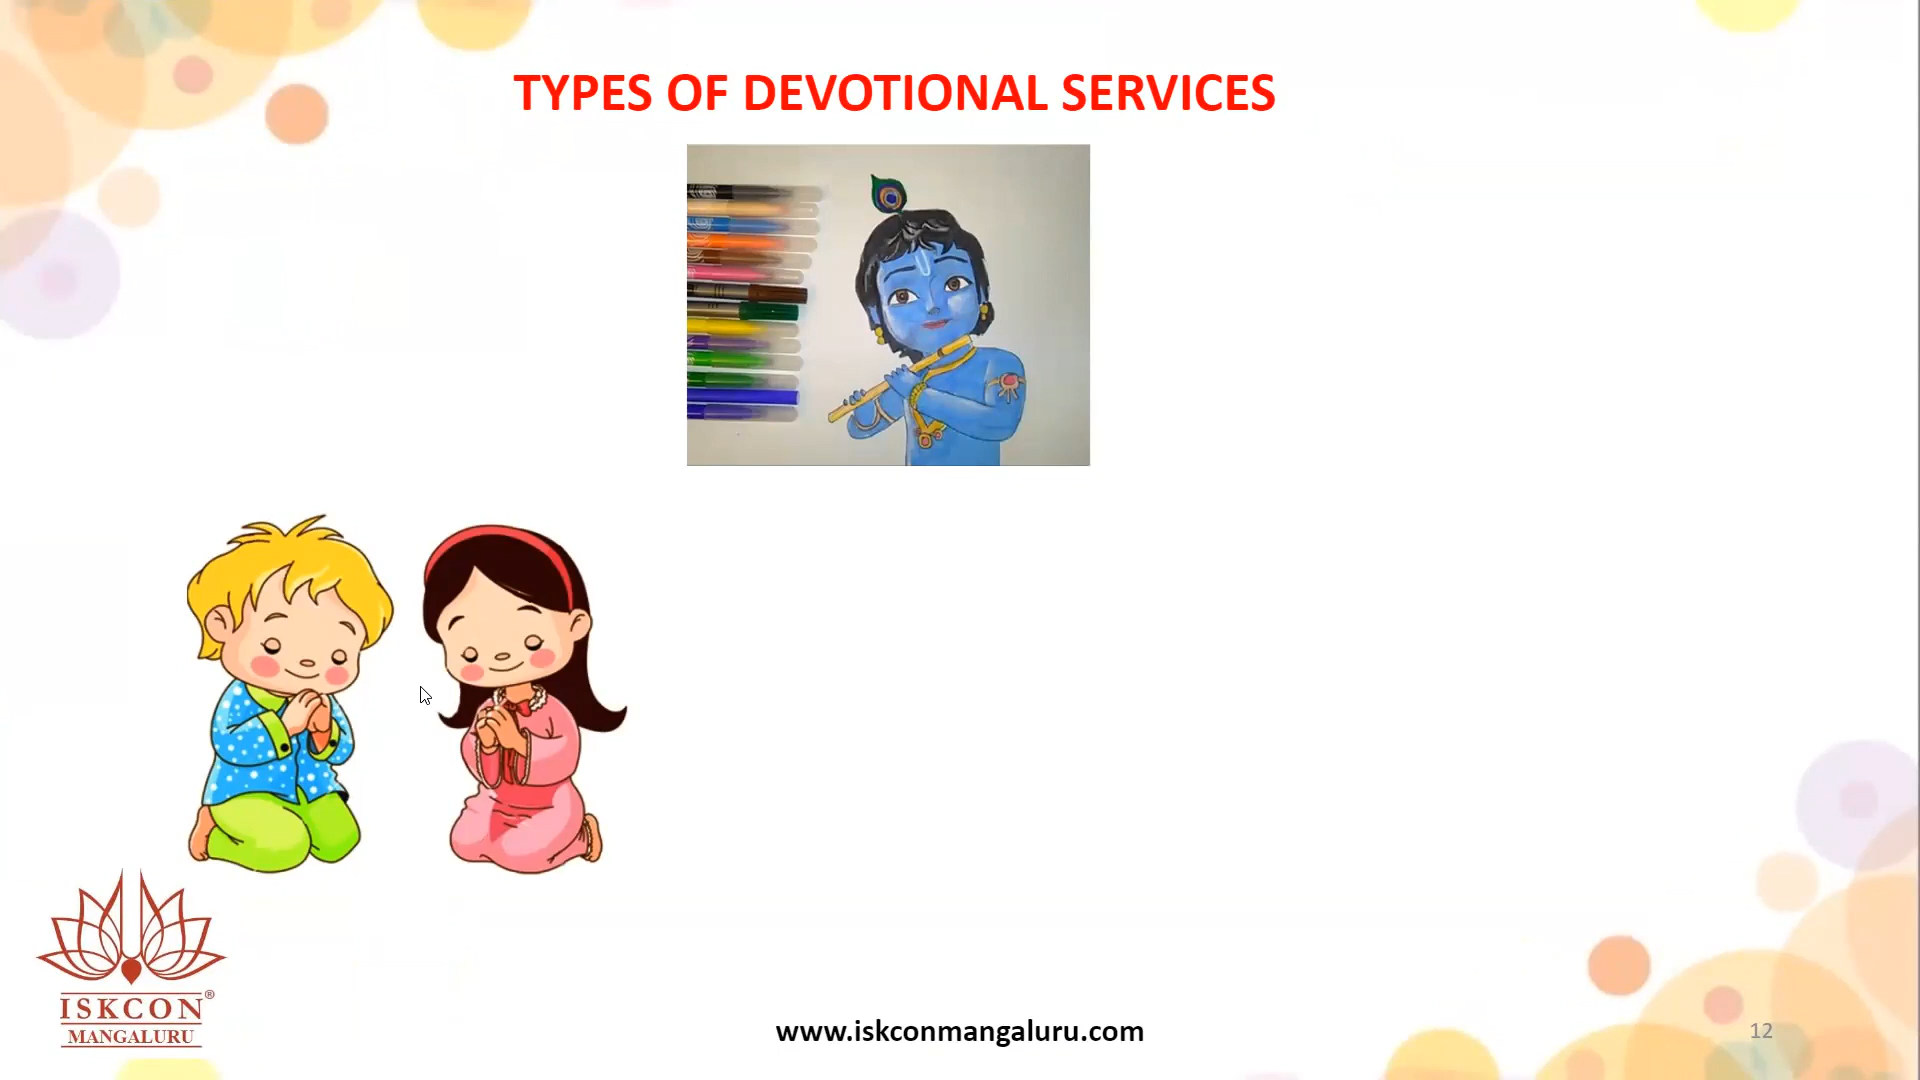 TYPES OF DEVOTIONAL SERVICES
ISKCON®
MANGALURU
www.iskconmangaluru.com
12